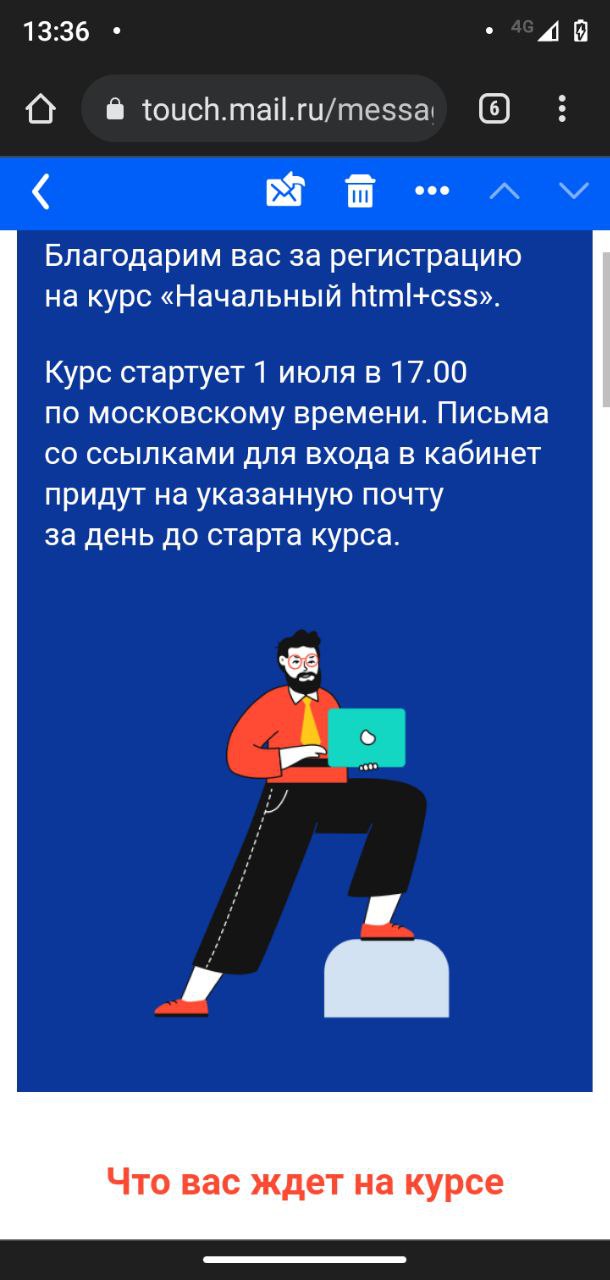 13:36
4G
touch.mail.ru/messa
6
Благодарим вас за регистрацию
на курс «Начальный html+css».
Курс стартует 1 июля в 17.00
по московскому времени. Письма
со ссылками для входа в кабинет
придут на указанную почту
за день до старта курса.
Что вас ждет на курсе